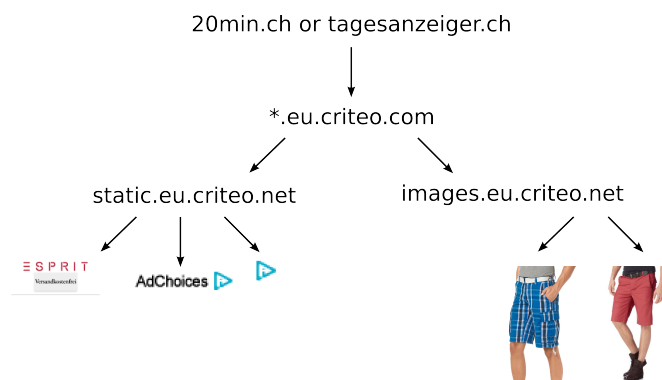 20min.ch or tagesanzeiger.ch
*.eu.criteo.com
static.eu.criteo.net
images.eu.criteo.net
ESPRIT
Versandkostenfrei
AdChoices